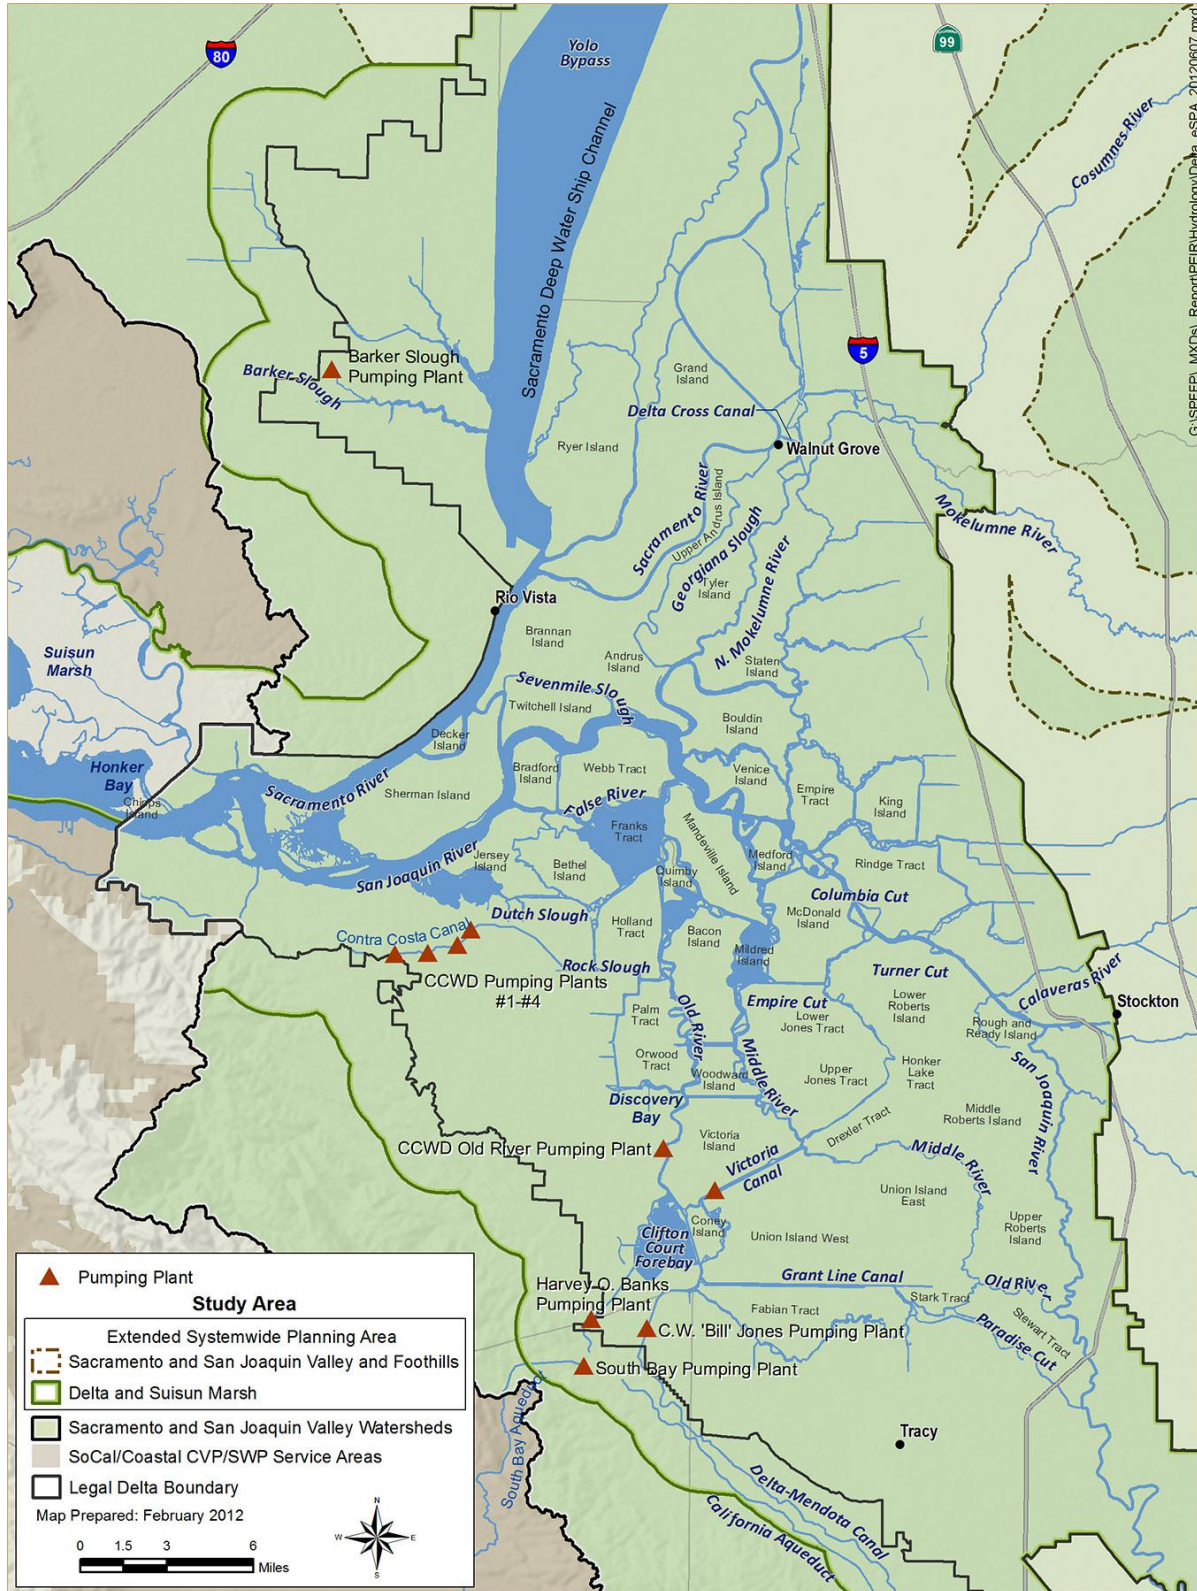 80
Yolo
Bypass
99
G:\SPFEP\_MXDs\_Report\PEIR\Hydrology\Delta_eSPA_20120607.mxd
Cosumnes River
Sacramento Deep Water Ship Channel
5
Barker Slough
Pumping Plant
Barker Slough
Grand
Island
Delta Cross Canal
Ryer Island
Walnut Grove
Sacramento River
Upper Andrus Island
Georgiana Slough
Mokelumne River
Tyler
Island
N. Mokelumne River
Rio Vista
Brannan
Island
Suisun
Marsh
Andrus
Island
Staten
Island
Sevenmile Slough
Twitchell Island
Bouldin
Island
Decker
Island
Honker
Bay
Chipps
Island
Sacramento River
Sherman Island
Bradford
Island
Webb Tract
Venice
Island
Empire
Tract
King
Island
False River
Franks
Tract
Mandeville Island
San Joaquin River
Jersey
Island
Bethel
Island
Quimby
Island
Medford
Island
Rindge Tract
Columbia Cut
Dutch Slough
Contra Costa Canal
Holland
Tract
Bacon
Island
McDonald
Island
Mildred
Island
Rock Slough
CCWD Pumping Plants
#1-#4
Turner Cut
Calaveras River
Empire Cut
Lower
Roberts
Island
Stockton
Palm
Tract
Old River
Lower
Jones Tract
Rough and
Ready Island
Orwood
Tract
Woodward
Island
Middle River
Upper
Jones Tract
Honker
Lake
Tract
San Joaquin River
Discovery
Bay
Middle
Roberts Island
Drexler Tract
CCWD Old River Pumping Plant
Victoria
Island
Victoria
Canal
Middle River
Union Island
East
Coney
Island
Upper
Roberts
Island
Clifton
Court
Forebay
Union Island West
Harvey O. Banks
Pumping Plant
Grant Line Canal
Old River
Stark Tract
Fabian Tract
Stewart Tract
Paradise Cut
C.W. 'Bill' Jones Pumping Plant
South Bay Pumping Plant
South Bay Aqueduct
Tracy
Delta-Mendota Canal
California Aqueduct
Pumping Plant
Study Area
Extended Systemwide Planning Area
Sacramento and San Joaquin Valley and Foothills
Delta and Suisun Marsh
Sacramento and San Joaquin Valley Watersheds
SoCal/Coastal CVP/SWP Service Areas
Legal Delta Boundary
Map Prepared: February 2012
N
W E
S
0 1.5 3 6
Miles